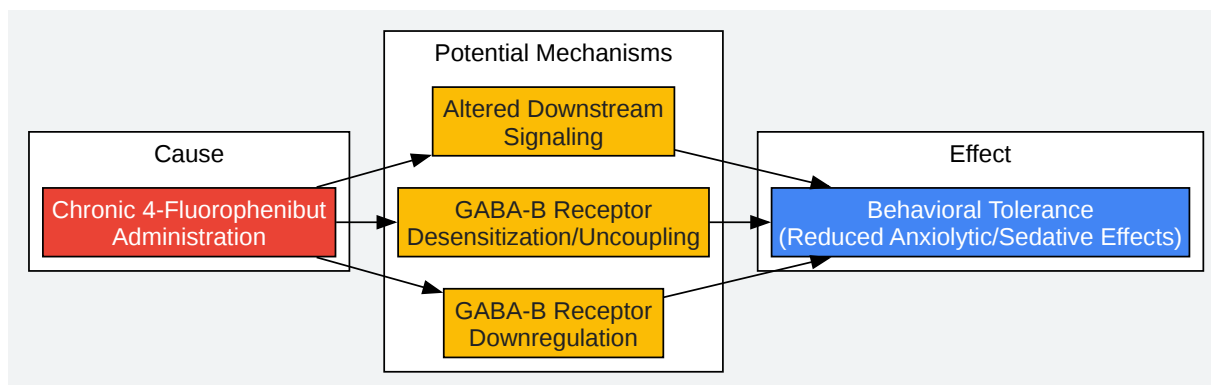 Cause
Chronic 4-Fluorophenibut
Administration
Potential Mechanisms
Altered Downstream
Signaling
GABA-B Receptor
Desensitization/Uncoupling
GABA-B Receptor
Downregulation
Effect
Behavioral Tolerance
(Reduced Anxiolytic/Sedative Effects)